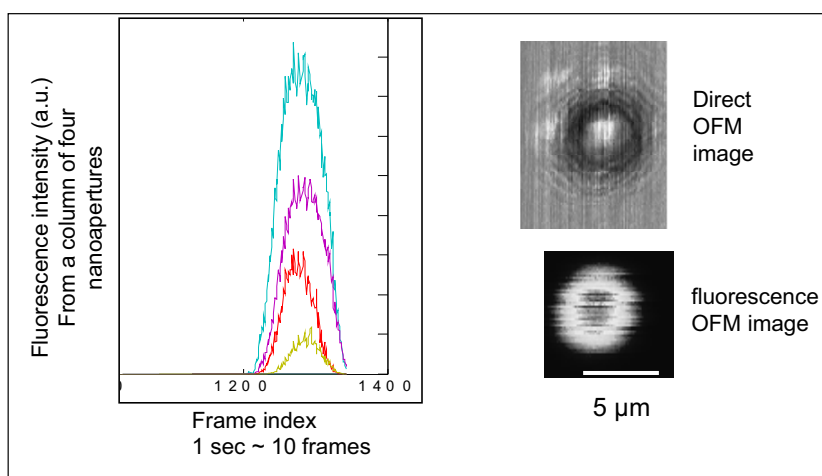 Fluorescence intensity (a.u.)
From a column of four
nanoapertures
0 1200 1400
Frame index
1 sec ~ 10 frames
Direct
OFM
image
fluorescence
OFM image
5 μm